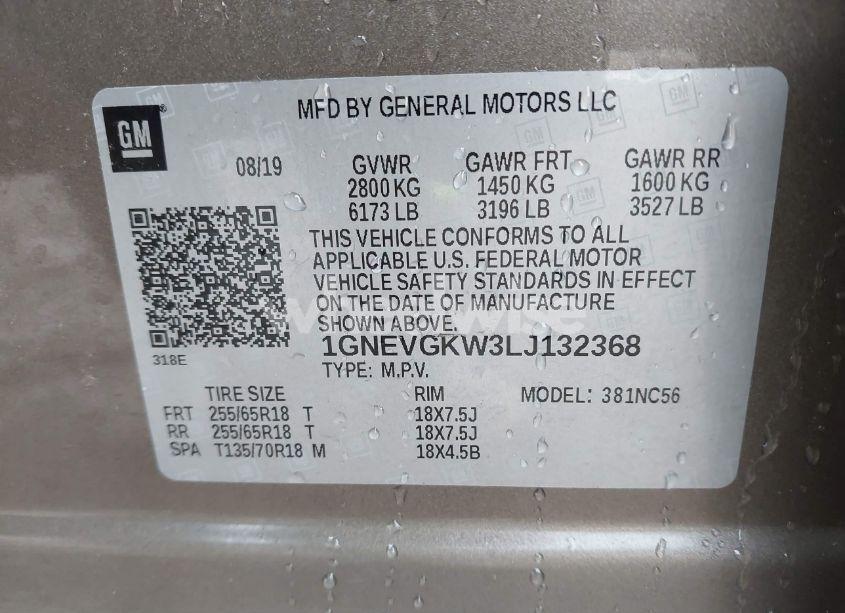 GM
MFD BY GENERAL MOTORS LLC
08/19 GVWR GAWR FRT GAWR RR
2800 KG 1450 KG 1600 KG
6173 LB 3196 LB 3527 LB
THIS VEHICLE CONFORMS TO ALL
APPLICABLE U.S. FEDERAL MOTOR
VEHICLE SAFETY STANDARDS IN EFFECT
ON THE DATE OF MANUFACTURE
SHOWN ABOVE.
1GNEVGKW3LJ132368
318E
TYPE: M.P.V.
TIRE SIZE RIM MODEL: 381NC56
FRT 255/65R18 T 18X7.5J
RR 255/65R18 T 18X7.5J
SPA T135/70R18 M 18X4.5B